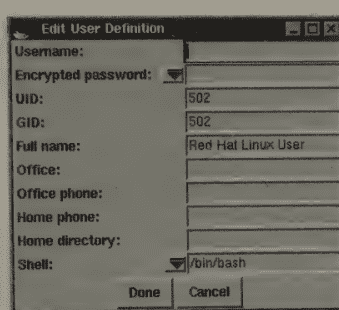 Edit User Definition
Username:
Encrypted password:
UID: 502
GID: 502
Full name: Red Hat Linux User
Office:
Office phone:
Home phone:
Home directory:
Shell: /bin/bash
Done Cancel